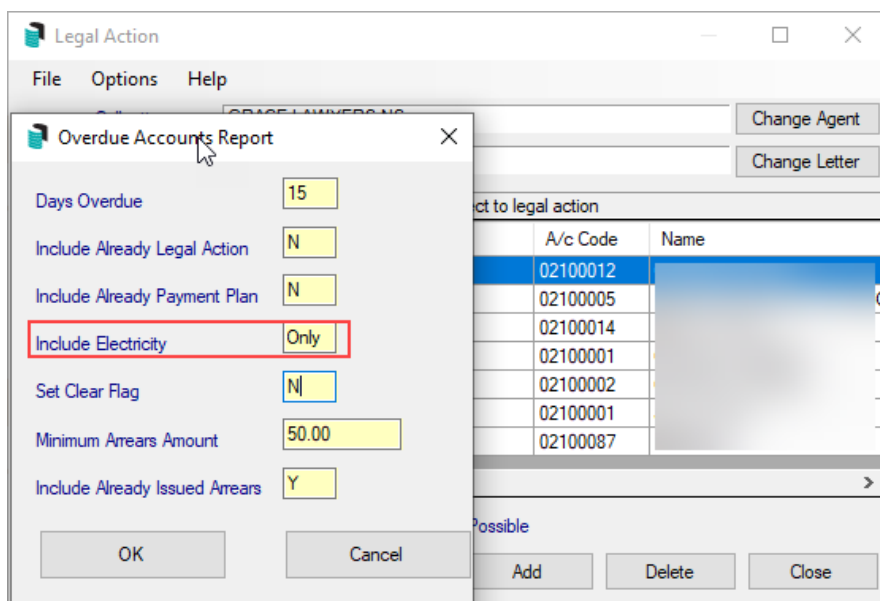 Legal Action
File Options Help
GRACE LAWYERS NS
Change Agent
Change Letter
Overdue Accounts Report
Days Overdue 15
Include Already Legal Action N
Include Already Payment Plan N
Include Electricity Only
Set Clear Flag N
Minimum Arrears Amount 50.00
Include Already Issued Arrears Y
OK Cancel
ct to legal action
A/c Code Name
02100012
02100005
02100014
02100001
02100002
02100001
02100087
Possible
Add Delete Close